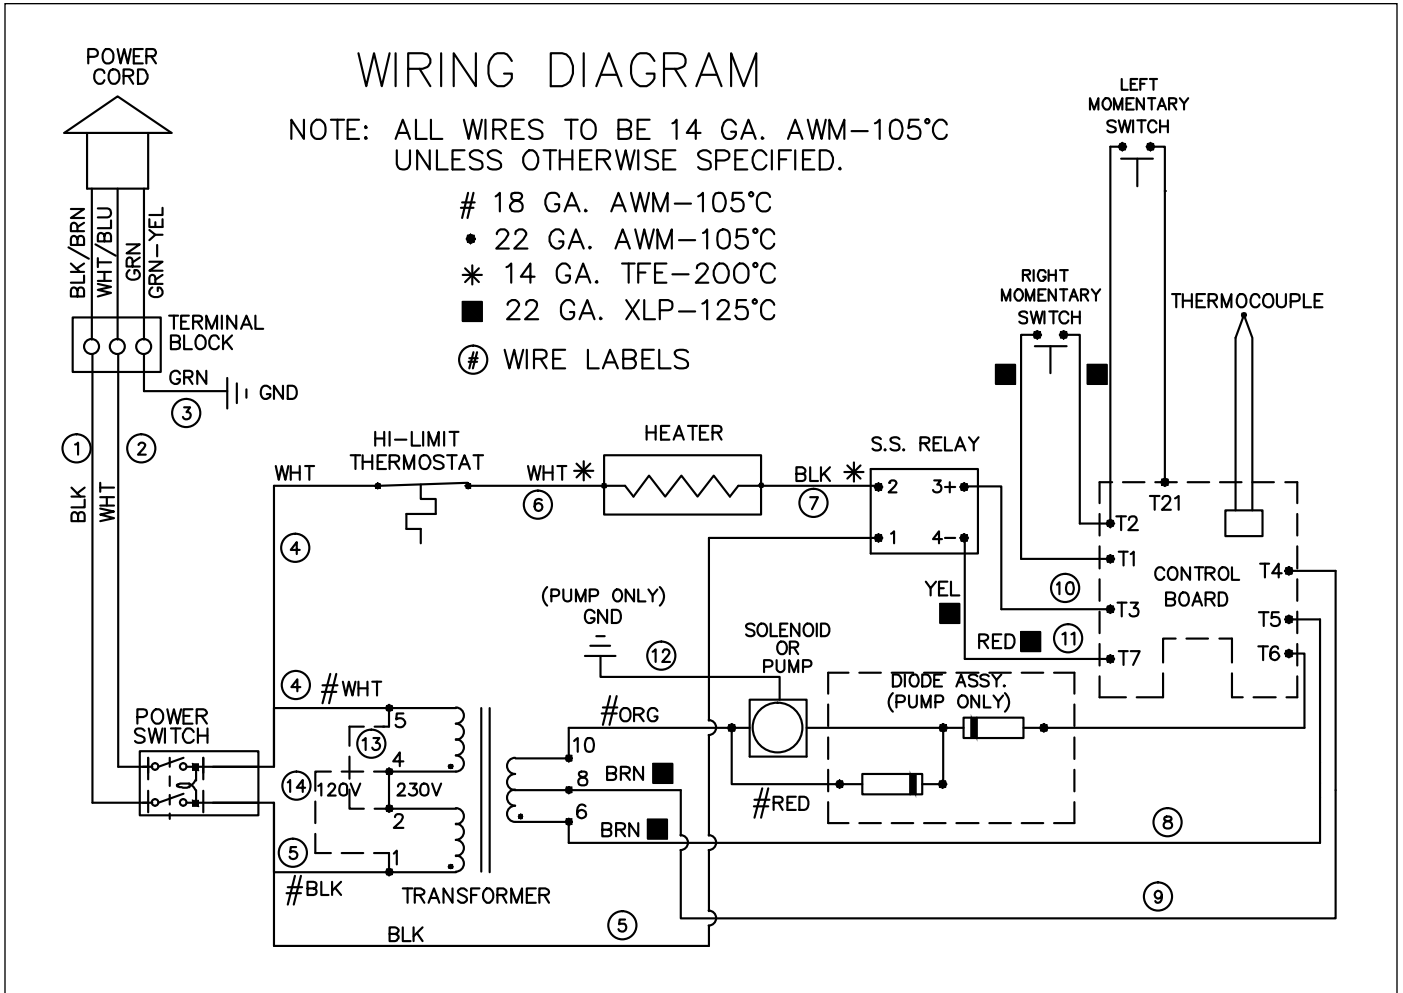 WIRING DIAGRAM
NOTE: ALL WIRES TO BE 14 GA. AWM-105°C
UNLESS OTHERWISE SPECIFIED.
# 18 GA. AWM-105°C
• 22 GA. AWM-105°C
✳ 14 GA. TFE-200°C
■ 22 GA. XLP-125°C
(#) WIRE LABELS
POWER
CORD
BLK/BRN
WHT/BLU
GRN
GRN-YEL
TERMINAL
BLOCK
GRN
GND
3
1
2
BLK
WHT
WHT
HI-LIMIT
THERMOSTAT
WHT ✳
6
HEATER
BLK ✳
7
S.S. RELAY
2
3+
1
4-
4
LEFT
MOMENTARY
SWITCH
RIGHT
MOMENTARY
SWITCH
■
■
THERMOCOUPLE
T21
T2
T1
T3
T7
T4
T5
T6
CONTROL
BOARD
10
11
YEL
■
RED ■
(PUMP ONLY)
GND
12
SOLENOID
OR
PUMP
DIODE ASSY.
(PUMP ONLY)
4
#WHT
POWER
SWITCH
5
13
4
14
120V
230V
2
1
5
#BLK
TRANSFORMER
#ORG
10
BRN ■
8
6
BRN ■
#RED
8
9
5
BLK